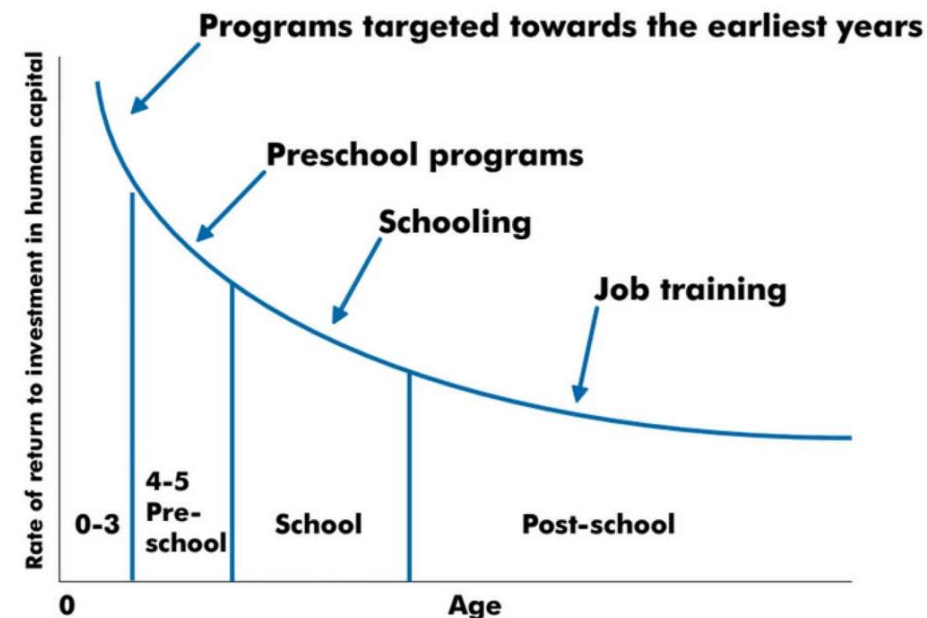 Programs targeted towards the earliest years
Rate of return to investment in human capital
Preschool programs
Schooling
Job training
0-3
4-5
Pre-
school
School
Post-school
0
Age